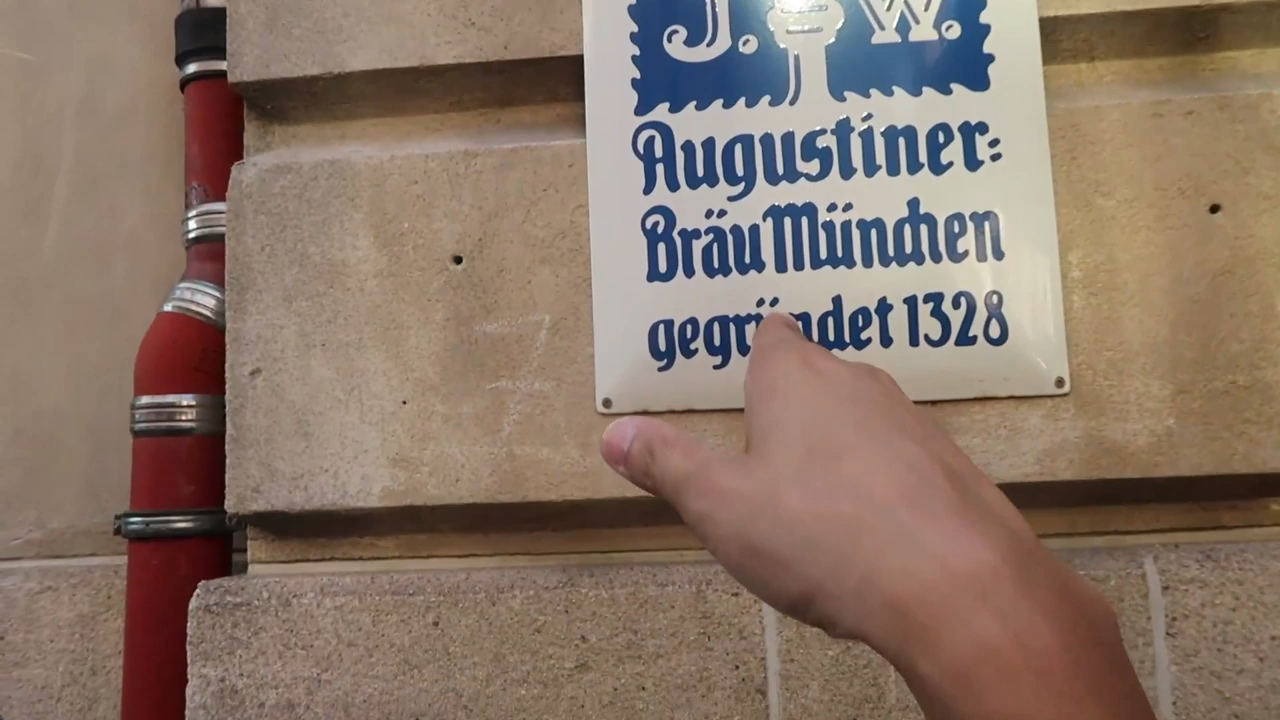 J. W.
Augustiner=
Bräu München
gegründet 1328